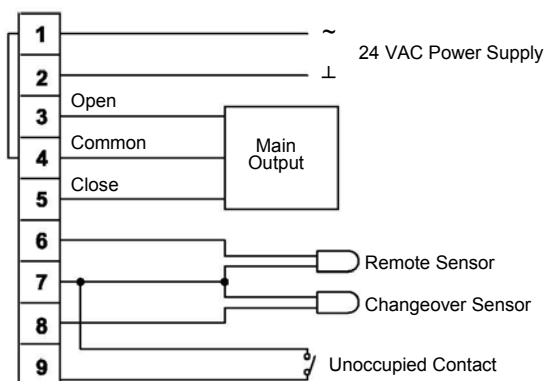 1
~
24 VAC Power Supply
2
⊥
3
Open
4
Common
Main
Output
5
Close
6
Remote Sensor
7
Changeover Sensor
8
9
Unoccupied Contact